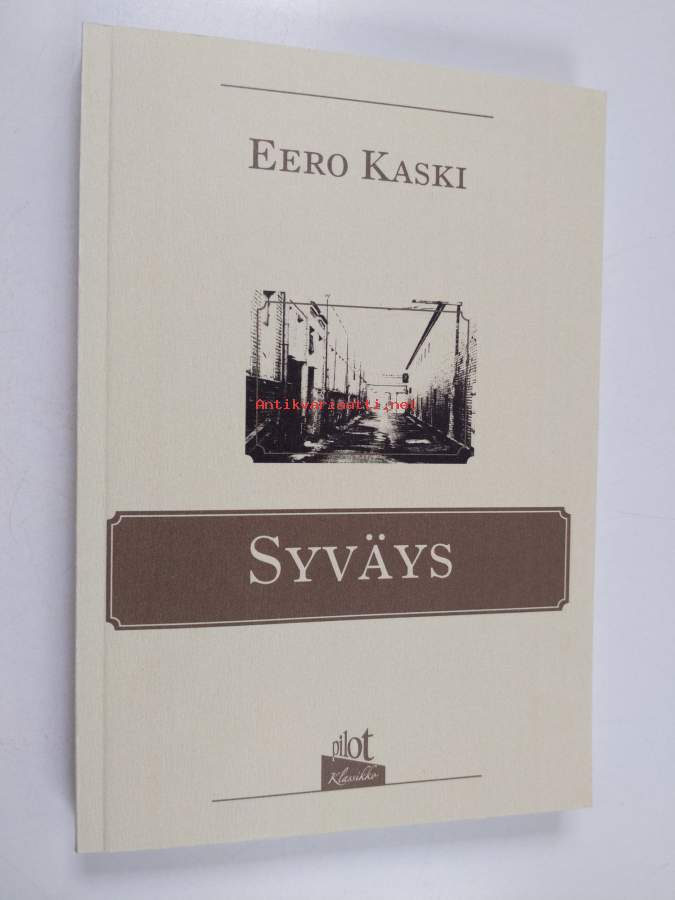 EERO KASKI
Antikvariaatti.net
SYVÄYS
pilot
Klassikko